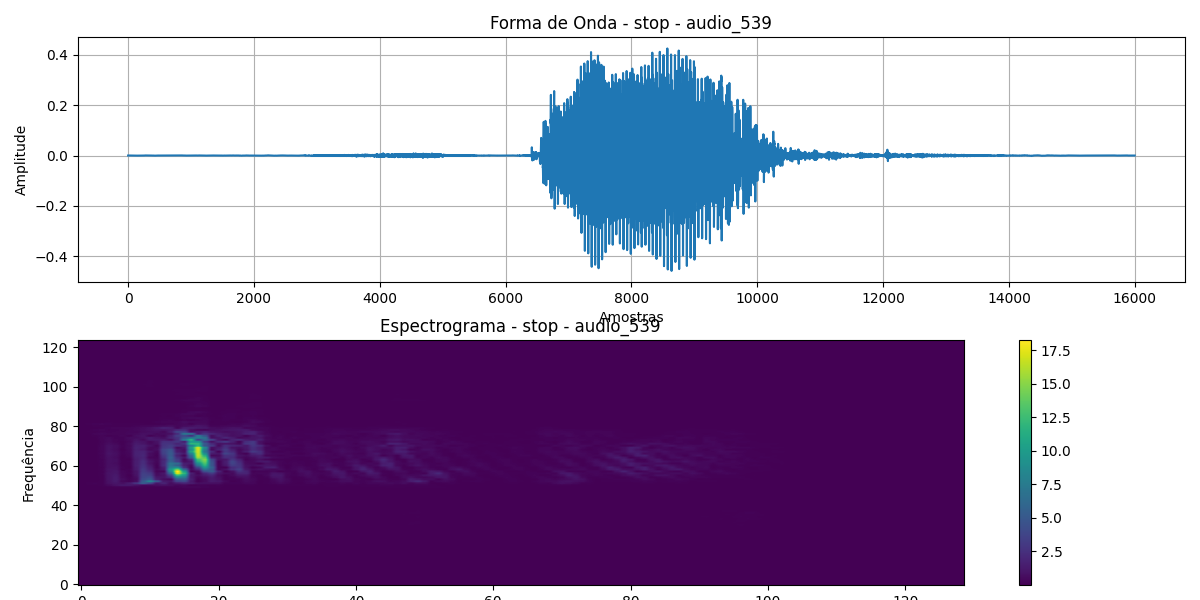 Forma de Onda - stop - audio_539
0.4
0.2
0.0
−0.2
−0.4
Amplitude
0 2000 4000 6000 8000 10000 12000 14000 16000
Amostras
Espectrograma - stop - audio_539
120
100
80
60
40
20
0
Frequência
0 20 40 60 80 100 120
17.5
15.0
12.5
10.0
7.5
5.0
2.5